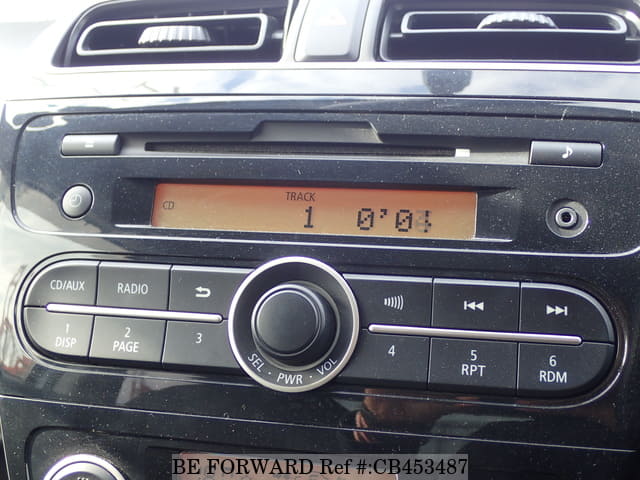 TRACK
CD 1 0'0
CD/AUX RADIO
1 2 3 4 5 6
DISP PAGE RPT RDM
SEL · PWR · VOL
BE FORWARD Ref #:CB453487